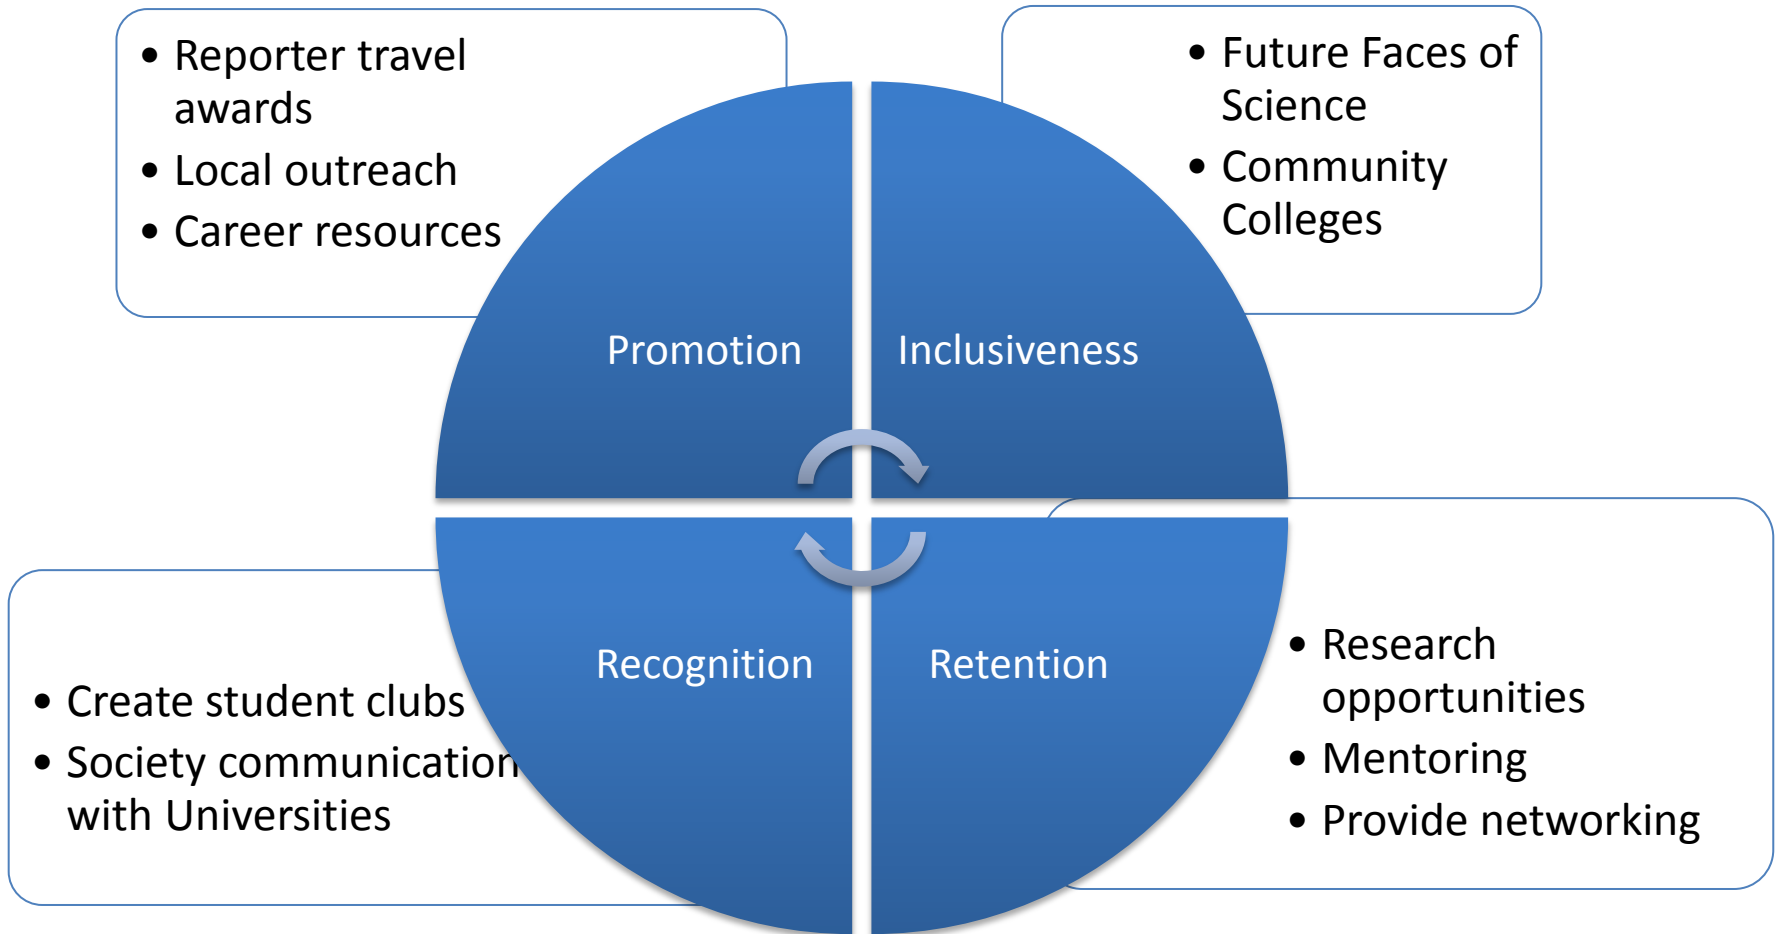 • Reporter travel
awards
• Local outreach
• Career resources
• Future Faces of
Science
• Community
Colleges
Promotion
Inclusiveness
Recognition
Retention
• Create student clubs
• Society communication
with Universities
• Research
opportunities
• Mentoring
• Provide networking